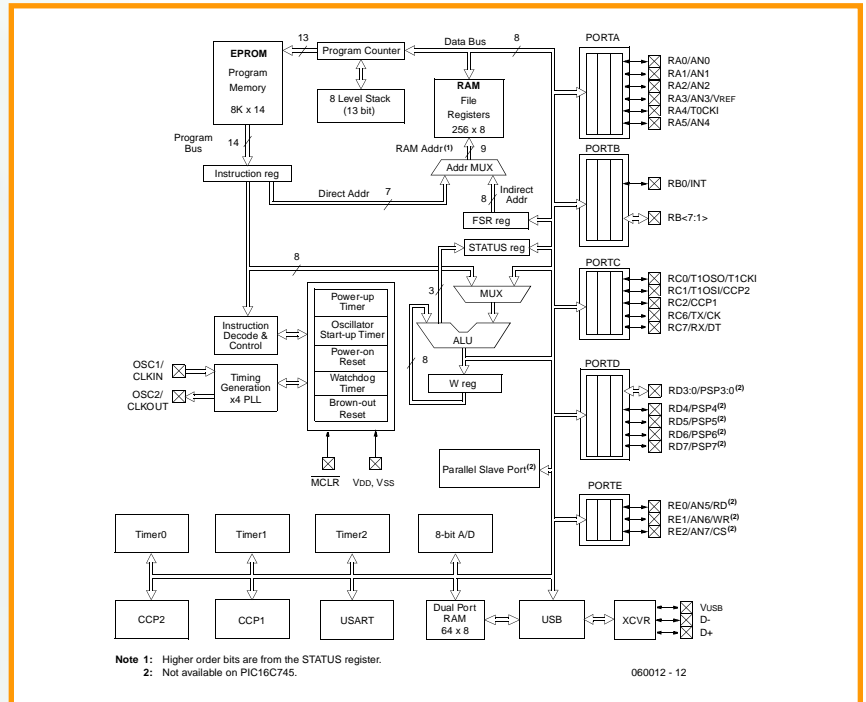 EPROM
Program
Memory
8K x 14
13
Program Counter
Data Bus
8
8 Level Stack
(13 bit)
RAM
File
Registers
256 x 8
Program
Bus
14
Instruction reg
RAM Addr(1)
9
Addr MUX
Direct Addr
7
8
Indirect
Addr
FSR reg
STATUS reg
8
3
MUX
ALU
8
W reg
Instruction
Decode &
Control
Power-up
Timer
Oscillator
Start-up Timer
Power-on
Reset
Watchdog
Timer
Brown-out
Reset
OSC1/
CLKIN
OSC2/
CLKOUT
Timing
Generation
x4 PLL
MCLR
VDD, VSS
Parallel Slave Port(2)
PORTA
RA0/AN0
RA1/AN1
RA2/AN2
RA3/AN3/VREF
RA4/T0CKI
RA5/AN4
PORTB
RB0/INT
RB<7:1>
PORTC
RC0/T1OSO/T1CKI
RC1/T1OSI/CCP2
RC2/CCP1
RC6/TX/CK
RC7/RX/DT
PORTD
RD3:0/PSP3:0(2)
RD4/PSP4(2)
RD5/PSP5(2)
RD6/PSP6(2)
RD7/PSP7(2)
PORTE
RE0/AN5/RD(2)
RE1/AN6/WR(2)
RE2/AN7/CS(2)
Timer0
Timer1
Timer2
8-bit A/D
CCP2
CCP1
USART
Dual Port
RAM
64 x 8
USB
XCVR
VUSB
D-
D+
Note 1: Higher order bits are from the STATUS register.
2: Not available on PIC16C745.
060012 - 12